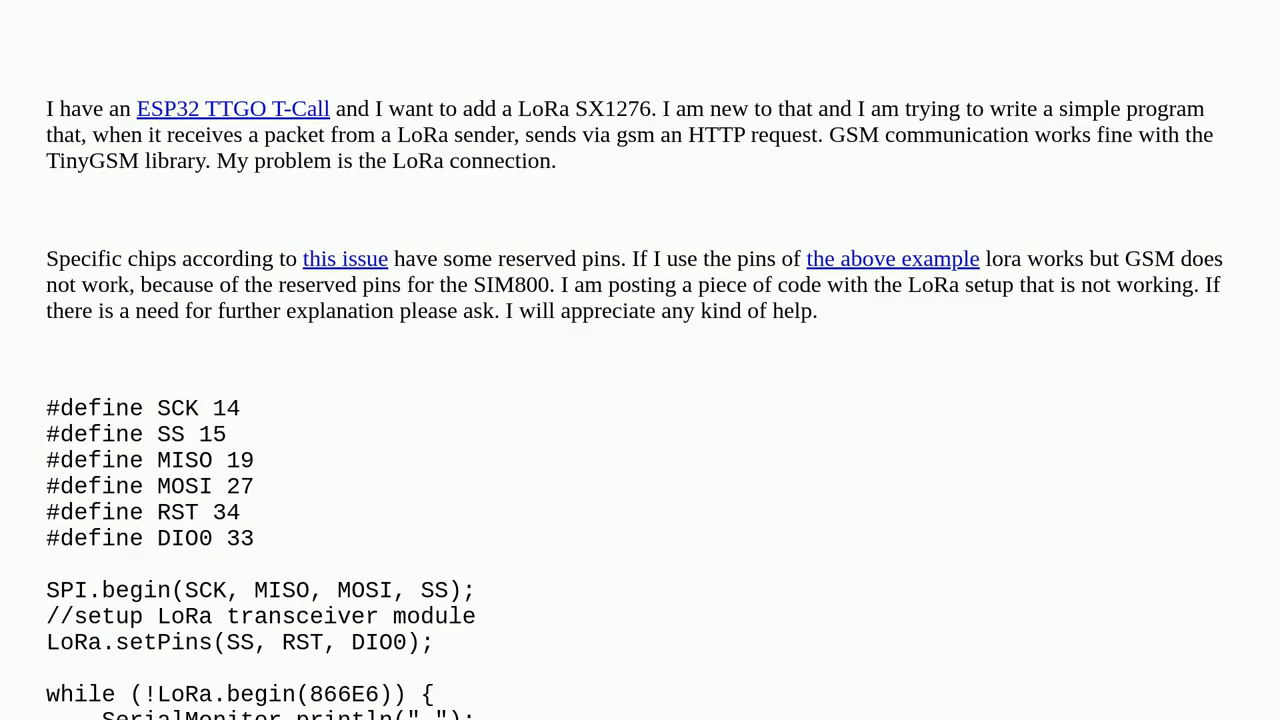 I have an ESP32 TTGO T-Call and I want to add a LoRa SX1276. I am new to that and I am trying to write a simple program
that, when it receives a packet from a LoRa sender, sends via gsm an HTTP request. GSM communication works fine with the
TinyGSM library. My problem is the LoRa connection.
Specific chips according to this issue have some reserved pins. If I use the pins of the above example lora works but GSM does
not work, because of the reserved pins for the SIM800. I am posting a piece of code with the LoRa setup that is not working. If
there is a need for further explanation please ask. I will appreciate any kind of help.
#define SCK 14
#define SS 15
#define MISO 19
#define MOSI 27
#define RST 34
#define DIO0 33
SPI.begin(SCK, MISO, MOSI, SS);
//setup LoRa transceiver module
LoRa.setPins(SS, RST, DIO0);
while (!LoRa.begin(866E6)) {
SerialMonitor.println(".");